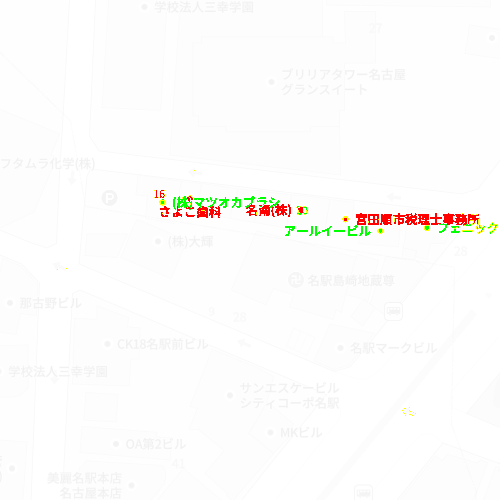 学校法人三幸学園
27
ブリリアタワー名古屋
グランスイート
フタムラ化学(株)
16
(株)マツオカプラシ
さよこ歯科
名浦(株)
宮田順市税理士事務所
アールイービル
フェニック
(株)大輝
28
名駅島崎地蔵尊
那古野ビル
20
CK18名駅前ビル
名駅マークビル
学校法人三幸学園
サンエスケービル
シティコーポ名駅
MKビル
OA第2ビル
41
美麗名駅本店
名古屋本店